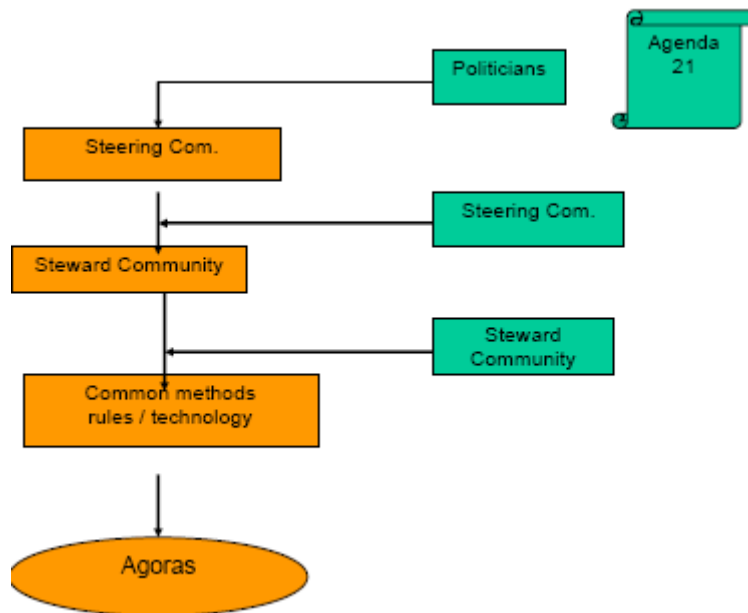 Politicians
Agenda
21
Steering Com.
Steering Com.
Steward Community
Steward
Community
Common methods
rules / technology
Agoras